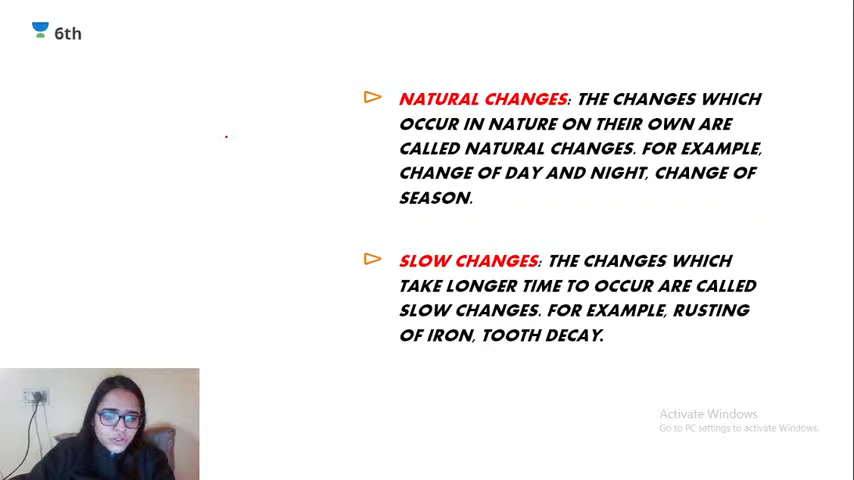 6th
NATURAL CHANGES: THE CHANGES WHICH
OCCUR IN NATURE ON THEIR OWN ARE
CALLED NATURAL CHANGES. FOR EXAMPLE,
CHANGE OF DAY AND NIGHT, CHANGE OF
SEASON.
SLOW CHANGES: THE CHANGES WHICH
TAKE LONGER TIME TO OCCUR ARE CALLED
SLOW CHANGES. FOR EXAMPLE, RUSTING
OF IRON, TOOTH DECAY.
Activate Windows
Go to PC settings to activate Windows.